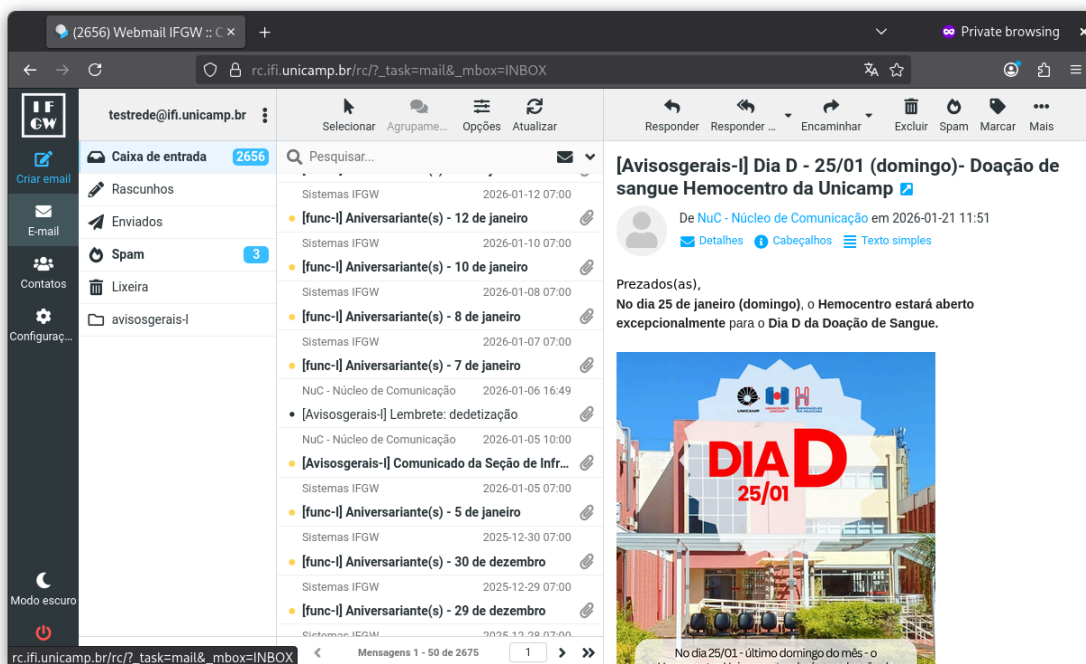 (2656) Webmail IFGW :: C
Private browsing
rc.ifi.unicamp.br/rc/?_task=mail&_mbox=INBOX
IF
GW
Criar email
E-mail
Contatos
Configuraç...
Modo escuro
testrede@ifi.unicamp.br
Caixa de entrada 2656
Rascunhos
Enviados
Spam 3
Lixeira
avisosgerais-l
Selecionar Agrupame... Opções Atualizar
Pesquisar...
Sistemas IFGW 2026-01-12 07:00
[func-l] Aniversariante(s) - 12 de janeiro
Sistemas IFGW 2026-01-10 07:00
[func-l] Aniversariante(s) - 10 de janeiro
Sistemas IFGW 2026-01-08 07:00
[func-l] Aniversariante(s) - 8 de janeiro
Sistemas IFGW 2026-01-07 07:00
[func-l] Aniversariante(s) - 7 de janeiro
NuC - Núcleo de Comunicação 2026-01-06 16:49
[Avisosgerais-l] Lembrete: dedetização
NuC - Núcleo de Comunicação 2026-01-05 10:00
[Avisosgerais-l] Comunicado da Seção de Infr...
Sistemas IFGW 2026-01-05 07:00
[func-l] Aniversariante(s) - 5 de janeiro
Sistemas IFGW 2025-12-30 07:00
[func-l] Aniversariante(s) - 30 de dezembro
Sistemas IFGW 2025-12-29 07:00
[func-l] Aniversariante(s) - 29 de dezembro
Sistemas IFGW 2025-12-28 07:00
Mensagens 1 - 50 de 2675 1
Responder Responder ... Encaminhar Excluir Spam Marcar Mais
[Avisosgerais-l] Dia D - 25/01 (domingo)- Doação de
sangue Hemocentro da Unicamp
De NuC - Núcleo de Comunicação em 2026-01-21 11:51
Detalhes Cabeçalhos Texto simples
Prezados(as),
No dia 25 de janeiro (domingo), o Hemocentro estará aberto
excepcionalmente para o Dia D da Doação de Sangue.
UNICAMP
DIA D
25/01
No dia 25/01 - último domingo do mês - o
rc.ifi.unicamp.br/rc/?_task=mail&_mbox=INBOX